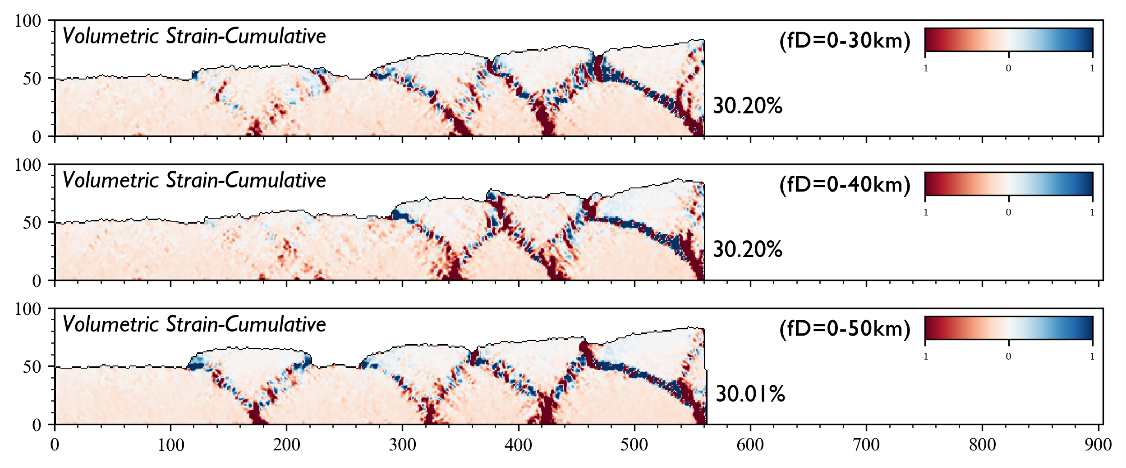 100
Volumetric Strain-Cumulative
(fD=0-30km)
50
1 0 1
30.20%
0
100
Volumetric Strain-Cumulative
(fD=0-40km)
50
1 0 1
30.20%
0
100
Volumetric Strain-Cumulative
(fD=0-50km)
50
1 0 1
30.01%
0
0 100 200 300 400 500 600 700 800 900